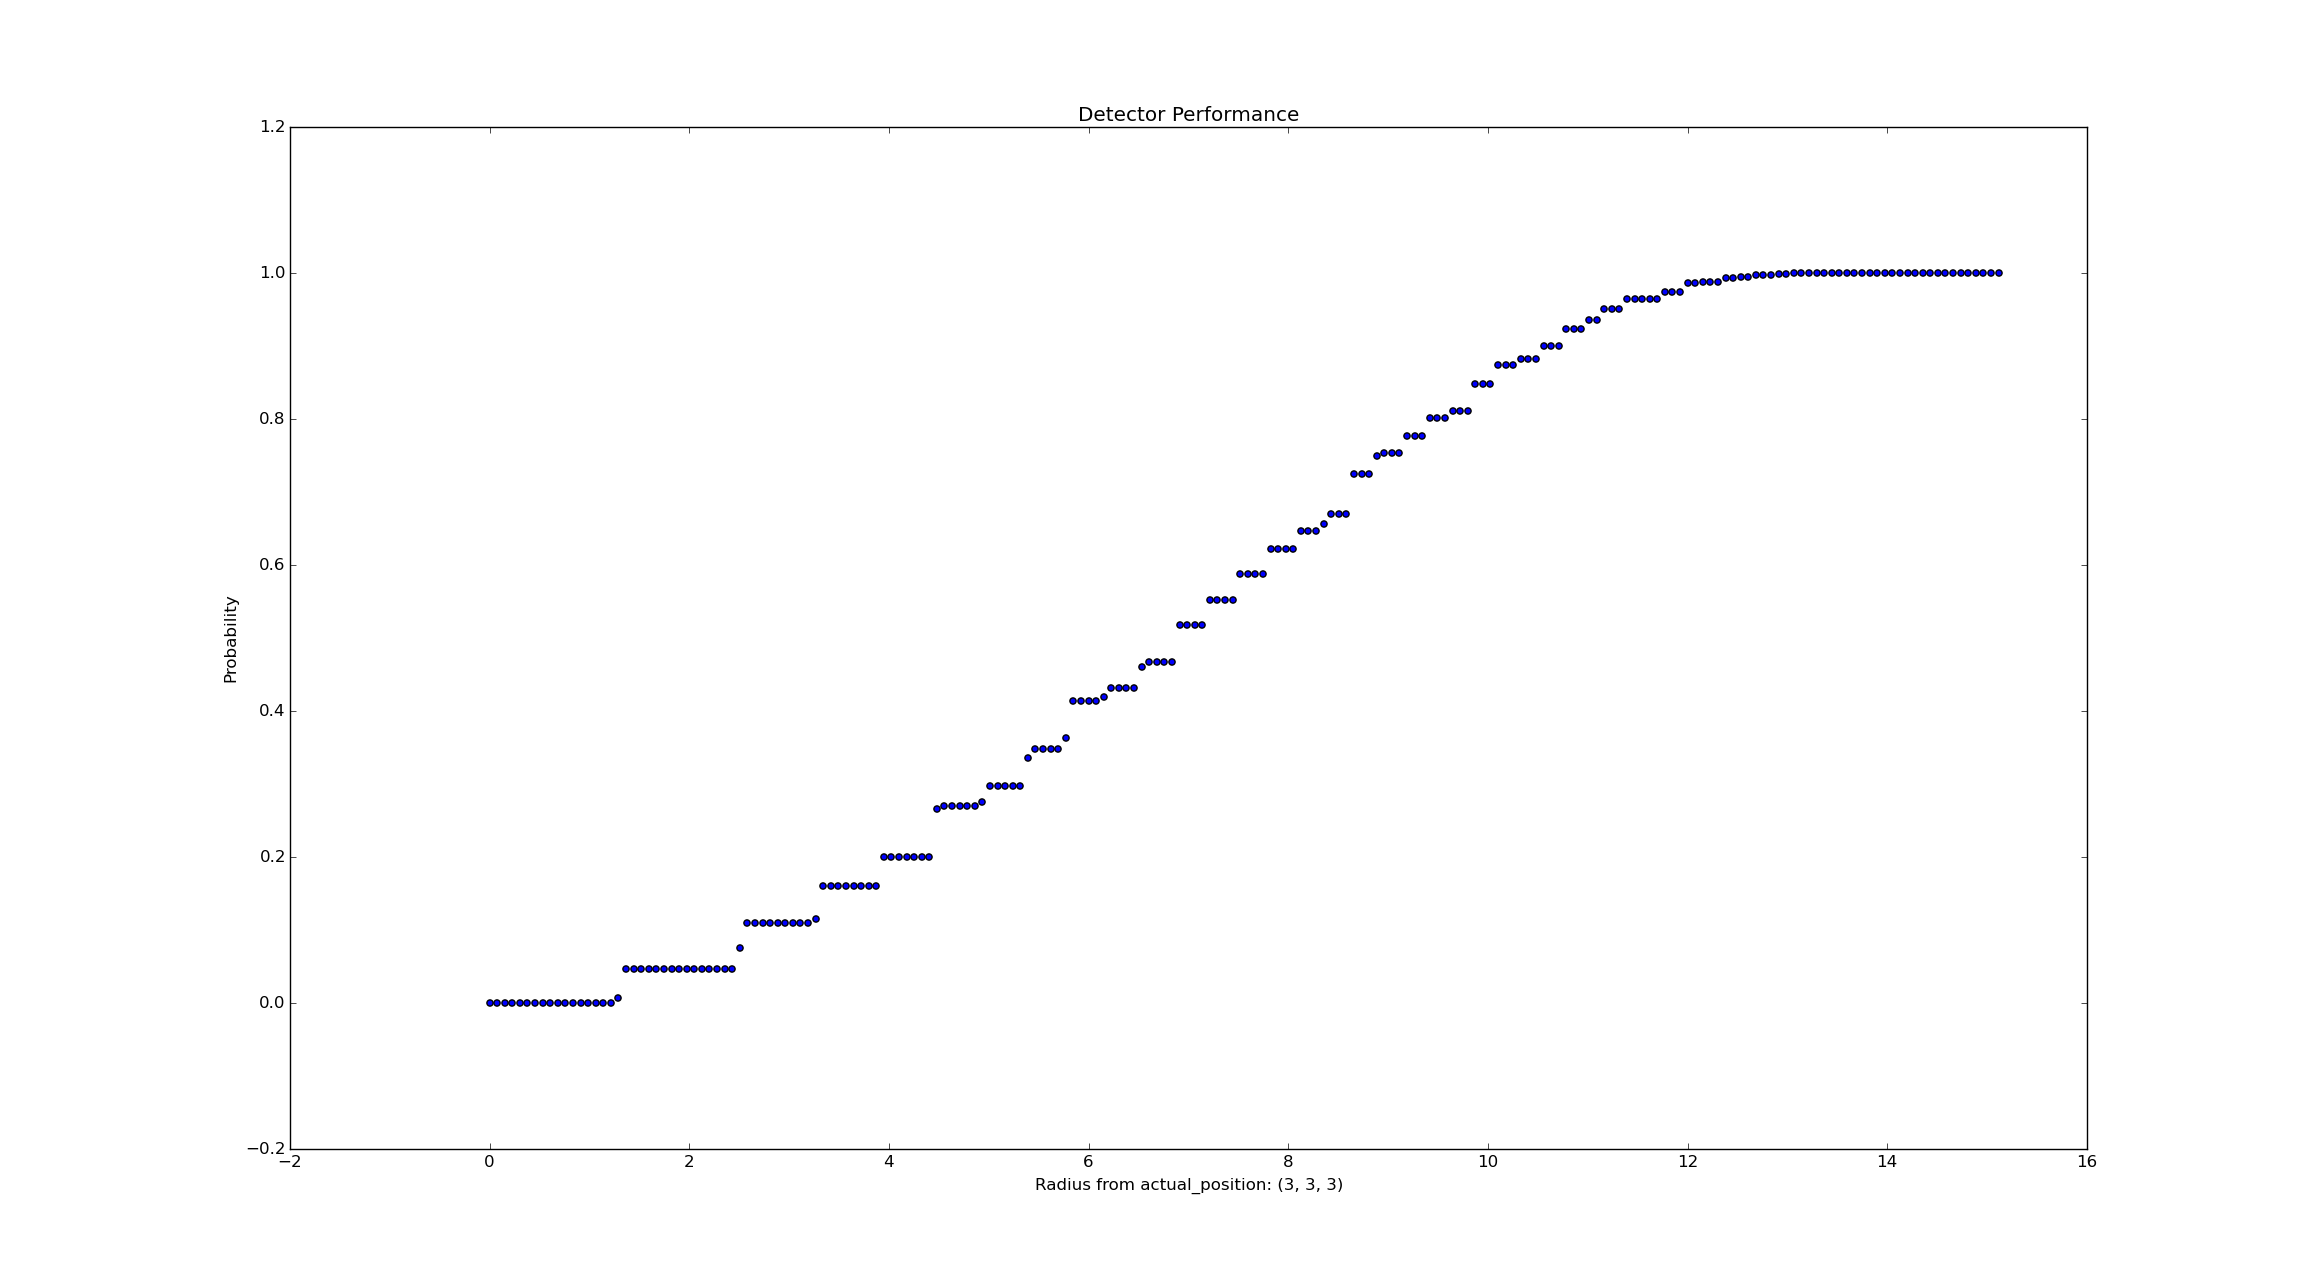 Detector Performance
1.2
1.0
0.8
0.6
0.4
0.2
0.0
−0.2
Probability
−2 0 2 4 6 8 10 12 14 16
Radius from actual_position: (3, 3, 3)